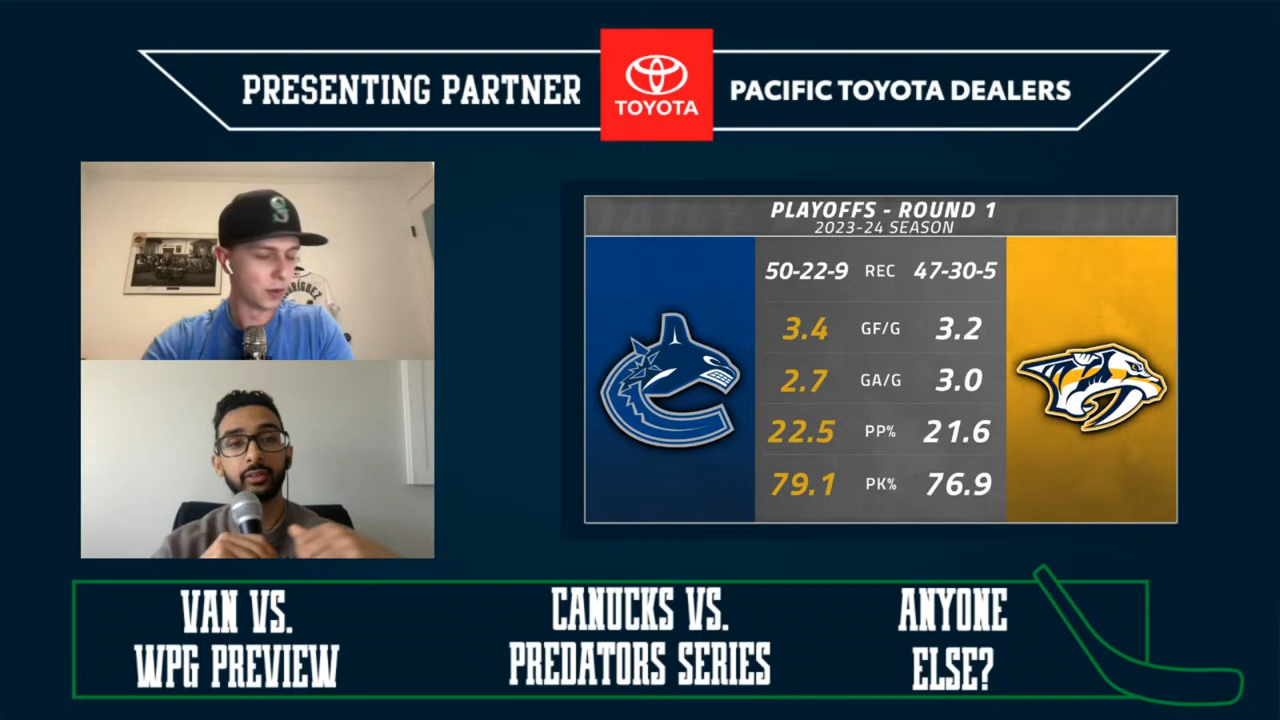 PRESENTING PARTNER
TOYOTA
PACIFIC TOYOTA DEALERS
PLAYOFFS - ROUND 1
2023-24 SEASON
50-22-9 REC 47-30-5
3.4 GF/G 3.2
2.7 GA/G 3.0
22.5 PP% 21.6
79.1 PK% 76.9
VAN VS.
WPG PREVIEW
CANUCKS VS.
PREDATORS SERIES
ANYONE
ELSE?